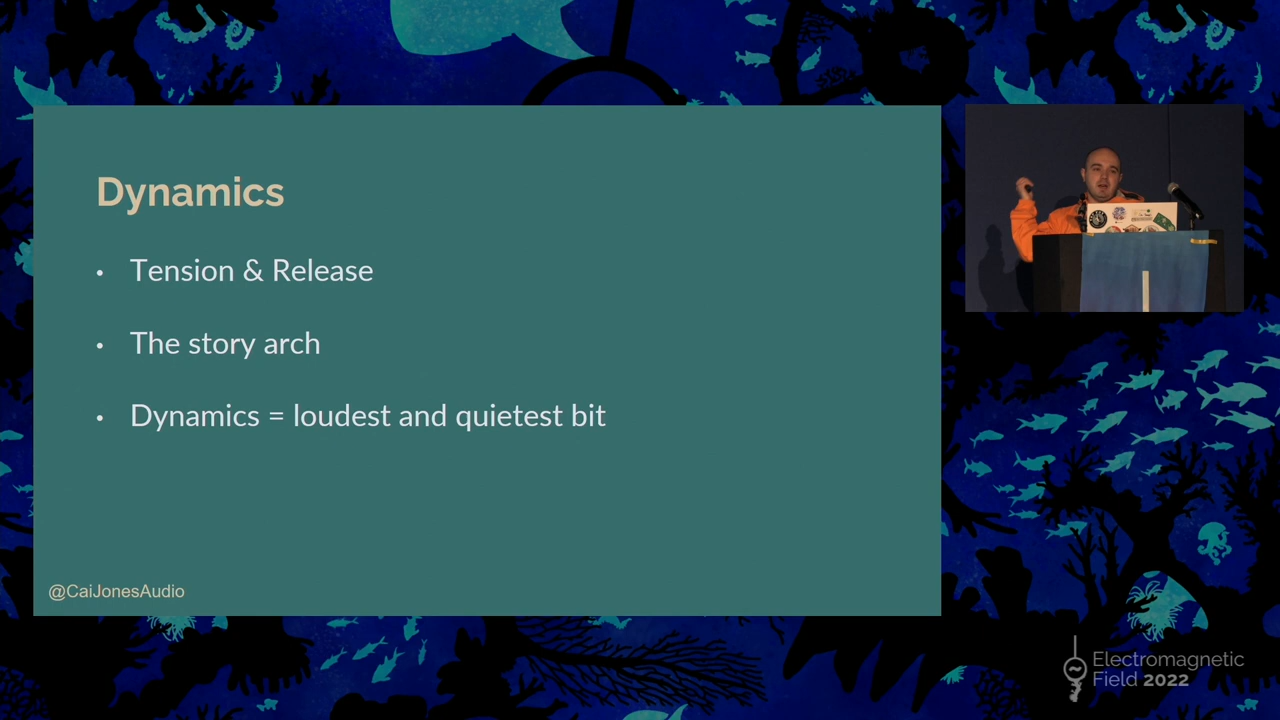 Dynamics
• Tension & Release
• The story arch
• Dynamics = loudest and quietest bit
@CaiJonesAudio
Electromagnetic
Field 2022